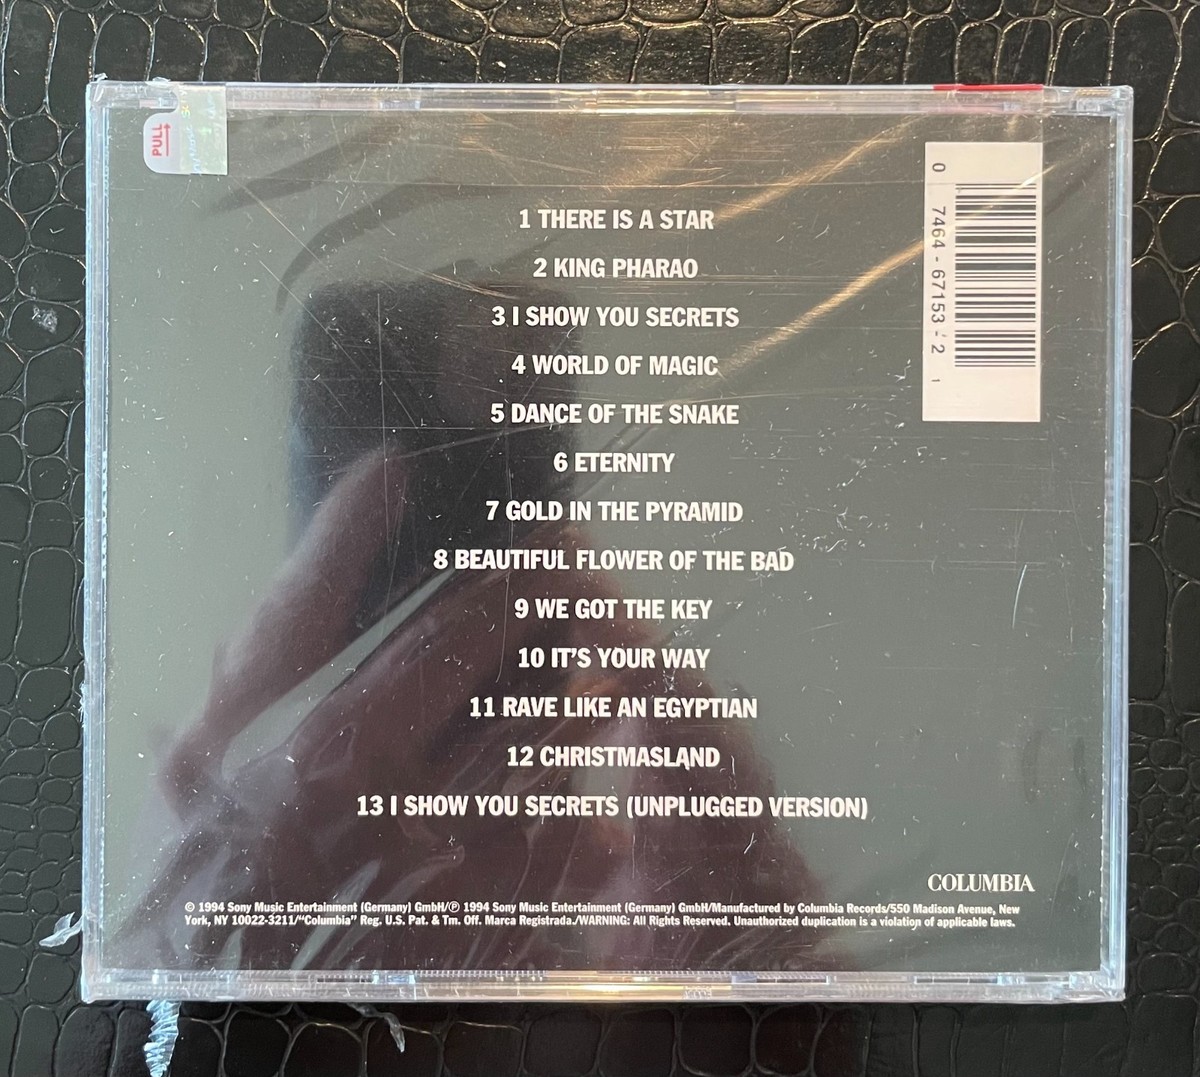 PULL
0 7464-67153-2 1
1 THERE IS A STAR
2 KING PHARAO
3 I SHOW YOU SECRETS
4 WORLD OF MAGIC
5 DANCE OF THE SNAKE
6 ETERNITY
7 GOLD IN THE PYRAMID
8 BEAUTIFUL FLOWER OF THE BAD
9 WE GOT THE KEY
10 IT'S YOUR WAY
11 RAVE LIKE AN EGYPTIAN
12 CHRISTMASLAND
13 I SHOW YOU SECRETS (UNPLUGGED VERSION)
COLUMBIA
© 1994 Sony Music Entertainment (Germany) GmbH/℗ 1994 Sony Music Entertainment (Germany) GmbH/Manufactured by Columbia Records/550 Madison Avenue, New
York, NY 10022-3211/"Columbia" Reg. U.S. Pat. & Tm. Off. Marca Registrada./WARNING: All Rights Reserved. Unauthorized duplication is a violation of applicable laws.